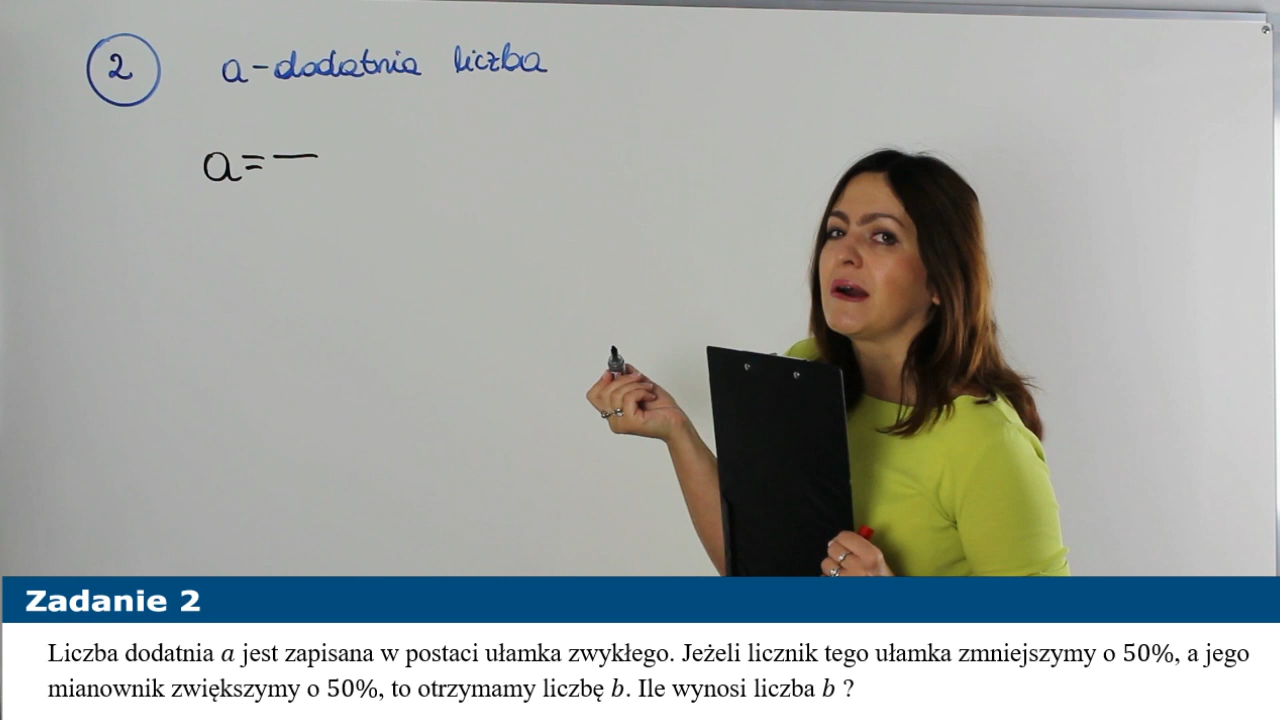 2 a - dodatnia liczba
a = —
Zadanie 2
Liczba dodatnia a jest zapisana w postaci ułamka zwykłego. Jeżeli licznik tego ułamka zmniejszymy o 50%, a jego
mianownik zwiększymy o 50%, to otrzymamy liczbę b. Ile wynosi liczba b ?